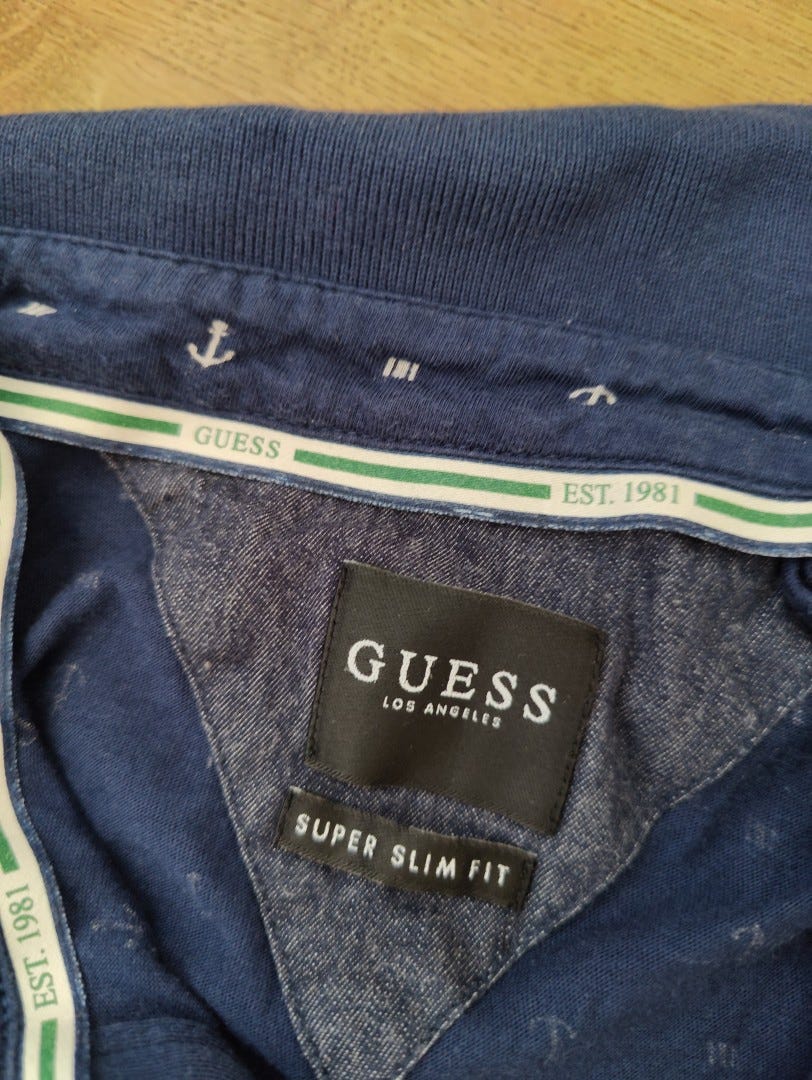 GUESS
EST. 1981
GUESS
LOS ANGELES
SUPER SLIM FIT
EST. 1981